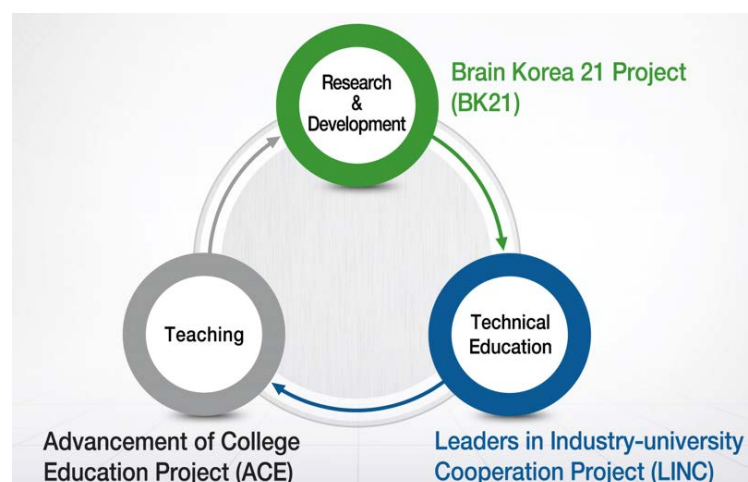 Research
&
Development
Brain Korea 21 Project
(BK21)
Teaching
Technical
Education
Advancement of College
Education Project (ACE)
Leaders in Industry-university
Cooperation Project (LINC)